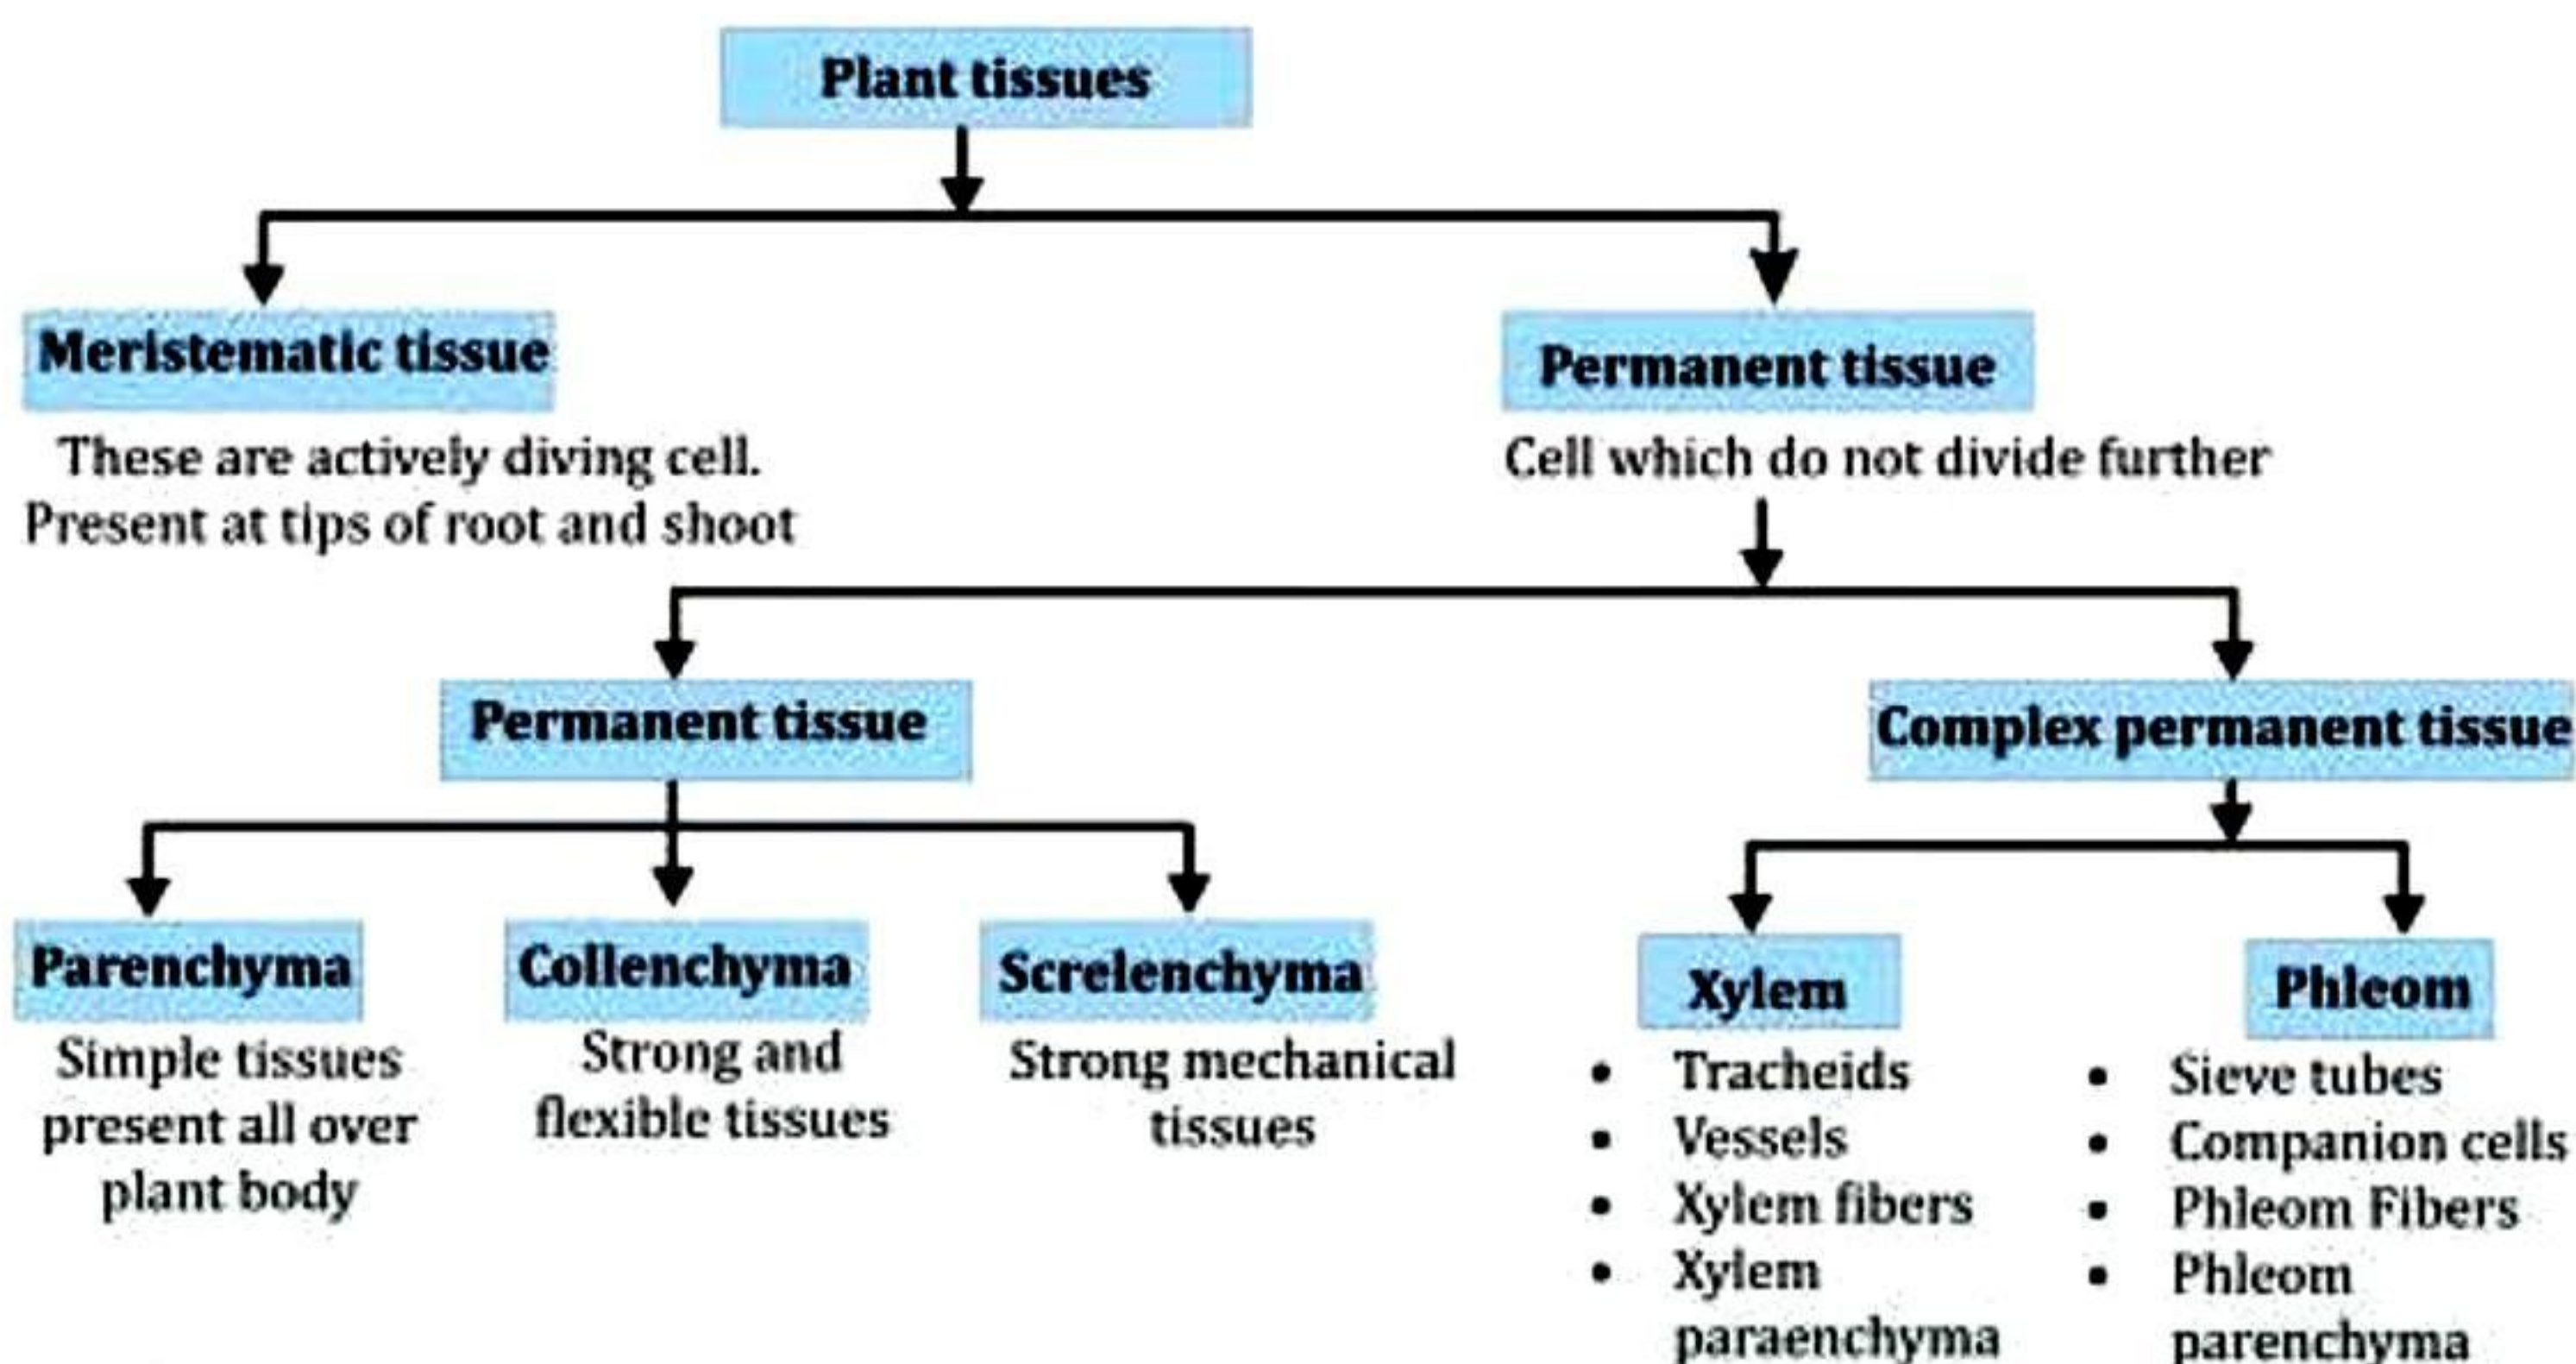 Plant tissues
Meristematic tissue
These are actively diving cell.
Present at tips of root and shoot
Permanent tissue
Cell which do not divide further
Permanent tissue
Complex permanent tissue
Parenchyma
Simple tissues
present all over
plant body
Collenchyma
Strong and
flexible tissues
Screlenchyma
Strong mechanical
tissues
Xylem
• Tracheids
• Vessels
• Xylem fibers
• Xylem
paraenchyma
Phleom
• Sieve tubes
• Companion cells
• Phleom Fibers
• Phleom
parenchyma